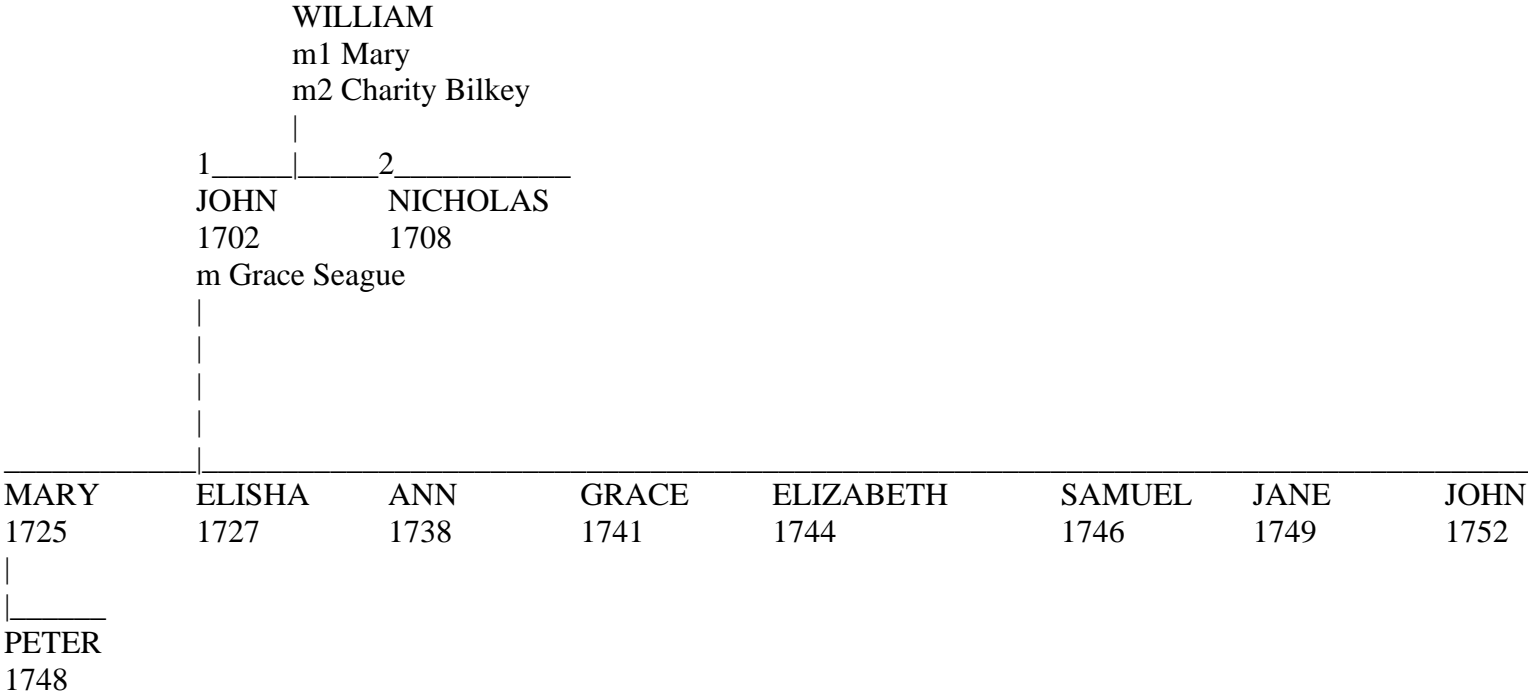 WILLIAM
m1 Mary
m2 Charity Bilkey
1 2
JOHN NICHOLAS
1702 1708
m Grace Seague
MARY ELISHA ANN GRACE ELIZABETH SAMUEL JANE JOHN
1725 1727 1738 1741 1744 1746 1749 1752
PETER
1748